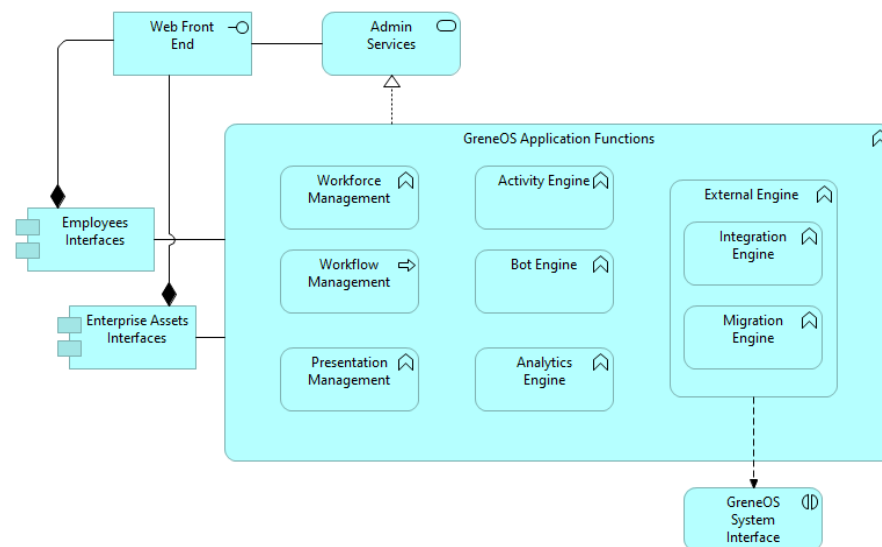 Web Front
End
Admin
Services
GreneOS Application Functions
Workforce
Management
Activity Engine
External Engine
Employees
Interfaces
Integration
Engine
Workflow
Management
Bot Engine
Enterprise Assets
Interfaces
Migration
Engine
Presentation
Management
Analytics
Engine
GreneOS
System
Interface